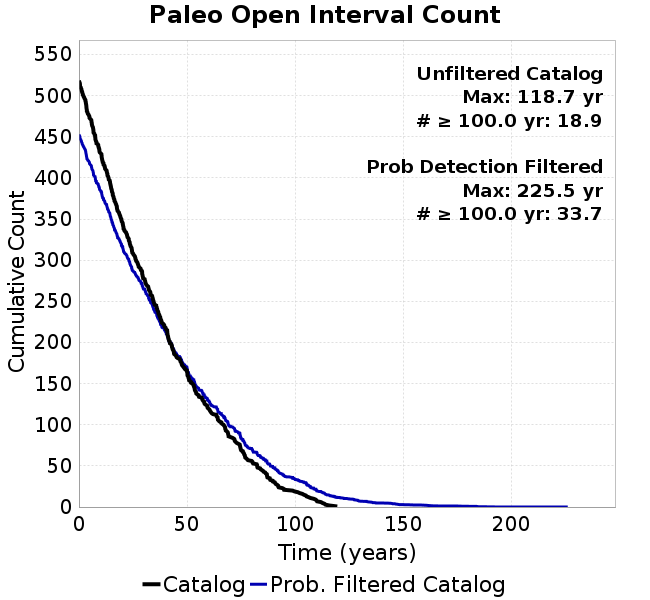 Paleo Open Interval Count
Unfiltered Catalog
Max: 118.7 yr
# ≥ 100.0 yr: 18.9
Prob Detection Filtered
Max: 225.5 yr
# ≥ 100.0 yr: 33.7
Cumulative Count
550
500
450
400
350
300
250
200
150
100
50
0
0 50 100 150 200
Time (years)
Catalog Prob. Filtered Catalog